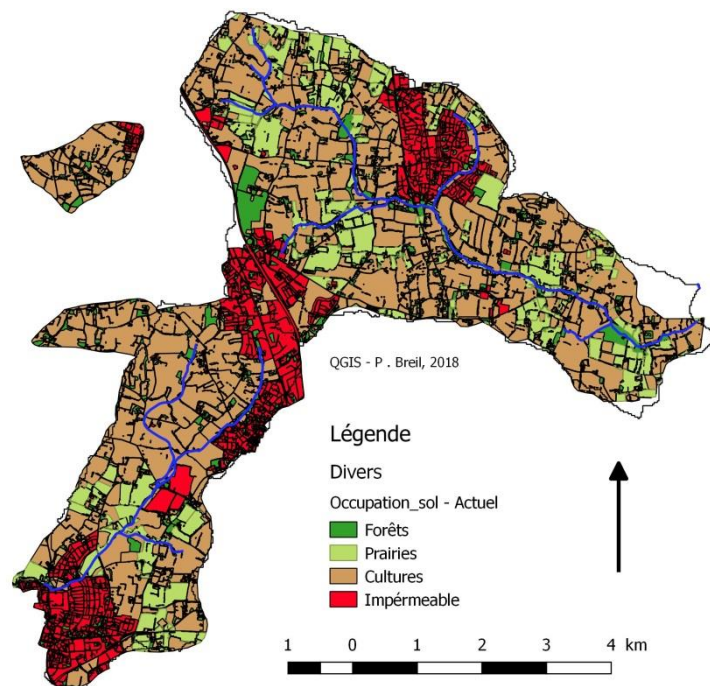 QGIS - P . Breil, 2018
Légende
Divers
Occupation_sol - Actuel
Forêts
Prairies
Cultures
Impérmeable
1 0 1 2 3 4 km